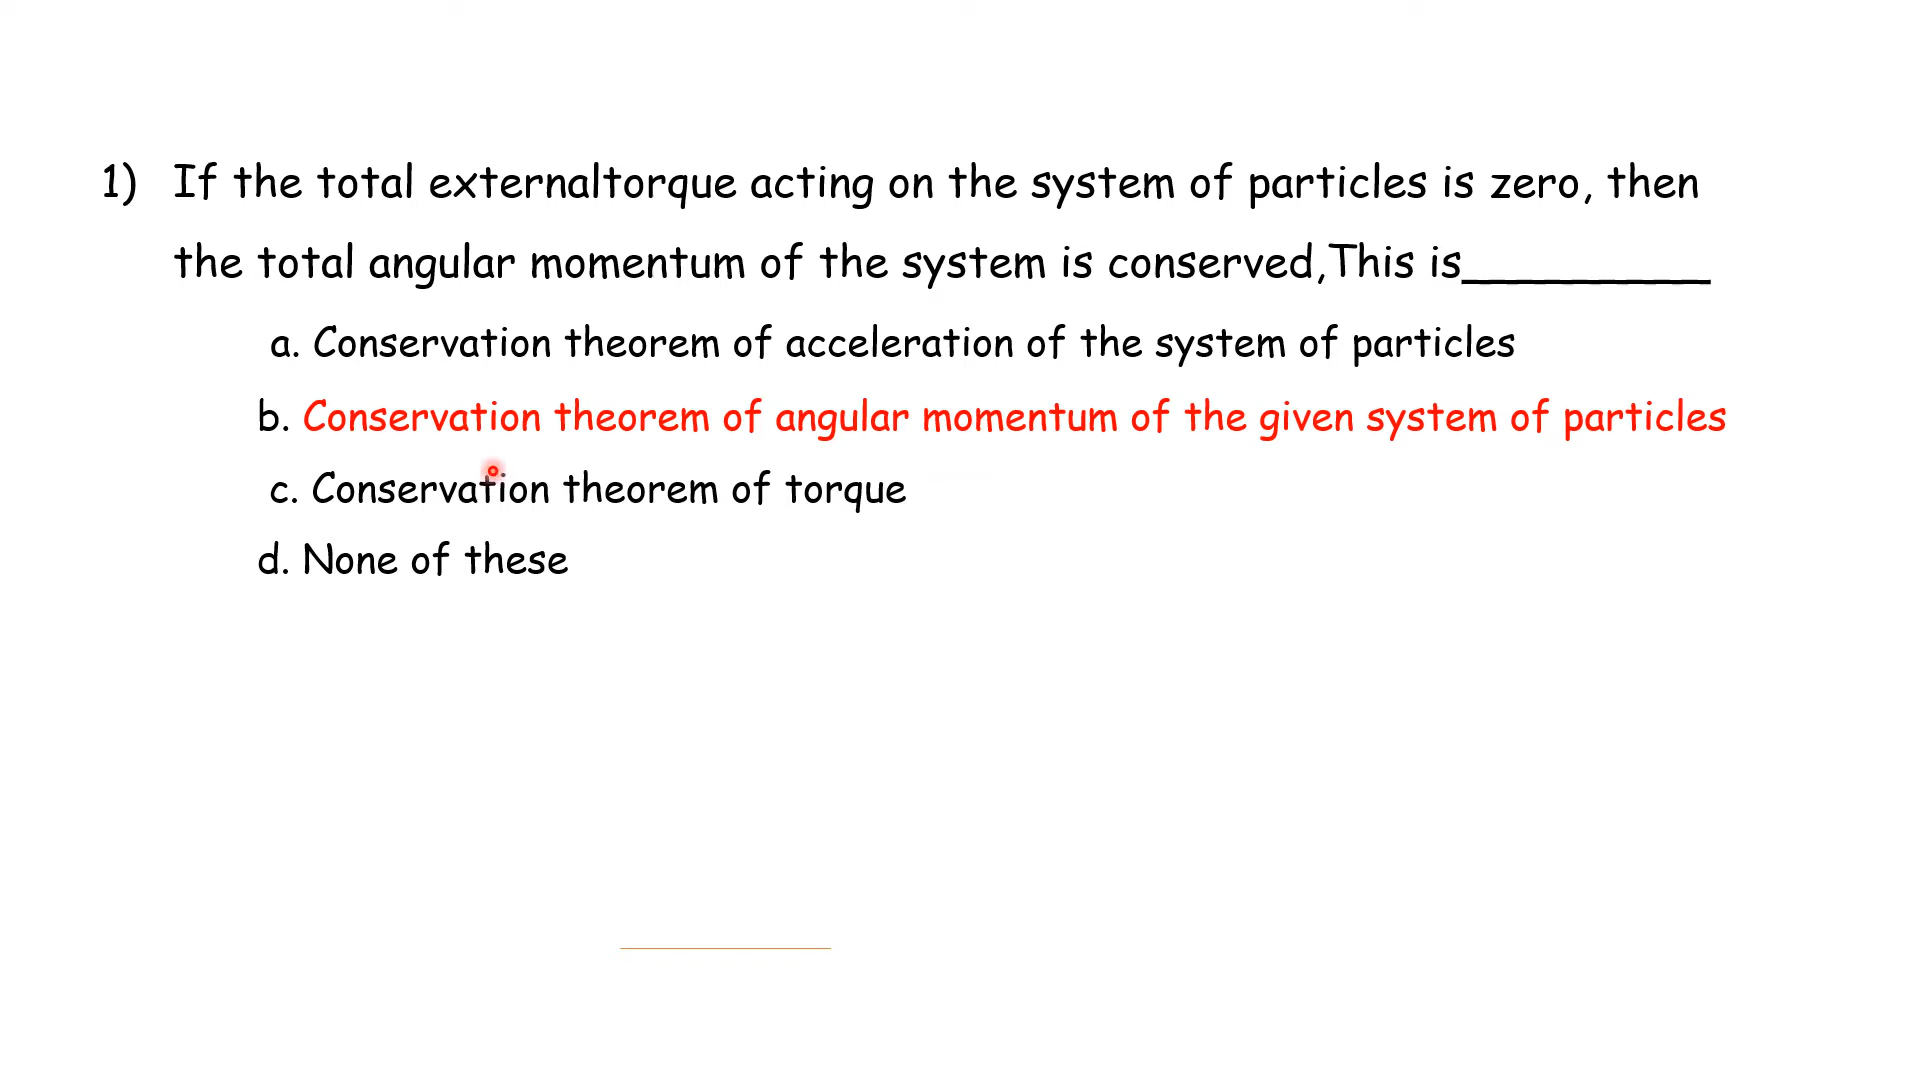 1) If the total externaltorque acting on the system of particles is zero, then
the total angular momentum of the system is conserved,This is_________
a. Conservation theorem of acceleration of the system of particles
b. Conservation theorem of angular momentum of the given system of particles
c. Conservation theorem of torque
d. None of these